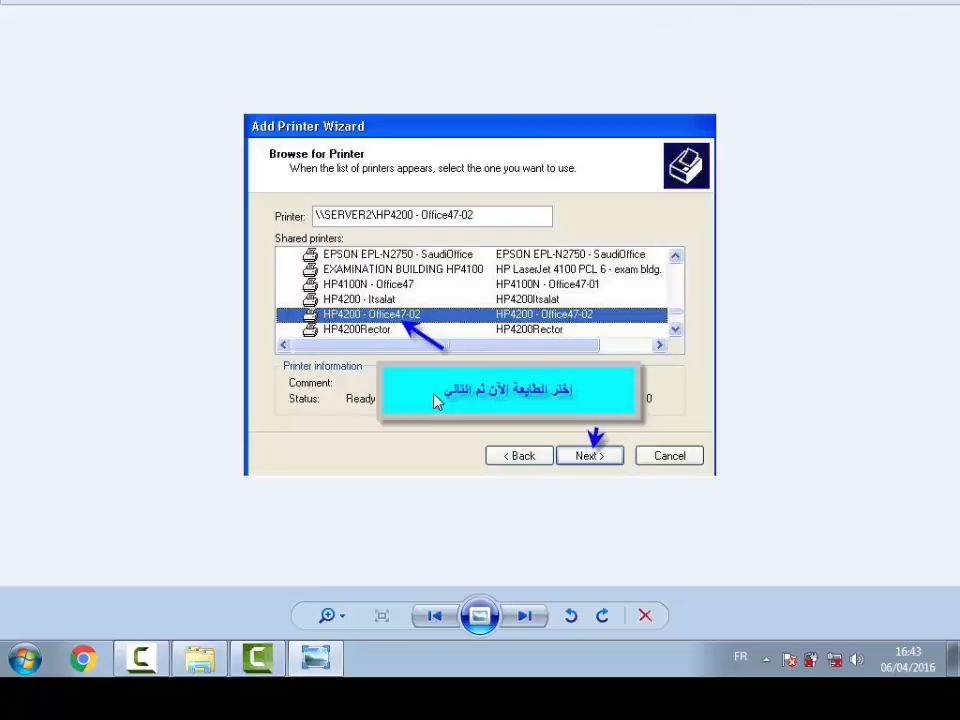 Add Printer Wizard
Browse for Printer
When the list of printers appears, select the one you want to use.
Printer: \\SERVER2\HP4200 - Office47-02
Shared printers:
EPSON EPL-N2750 - SaudiOffice EPSON EPL-N2750 - SaudiOffice
EXAMINATION BUILDING HP4100 HP LaserJet 4100 PCL 6 - exam bldg.
HP4100N - Office47 HP4100N - Office47-01
HP4200 - Itsalat HP4200Itsalat
HP4200 - Office47-02 HP4200 - Office47-02
HP4200Rector HP4200Rector
Printer information
Comment:
Status: Ready 0
اختر الطابعة الآن ثم التالي
< Back Next > Cancel
FR 16:43
06/04/2016